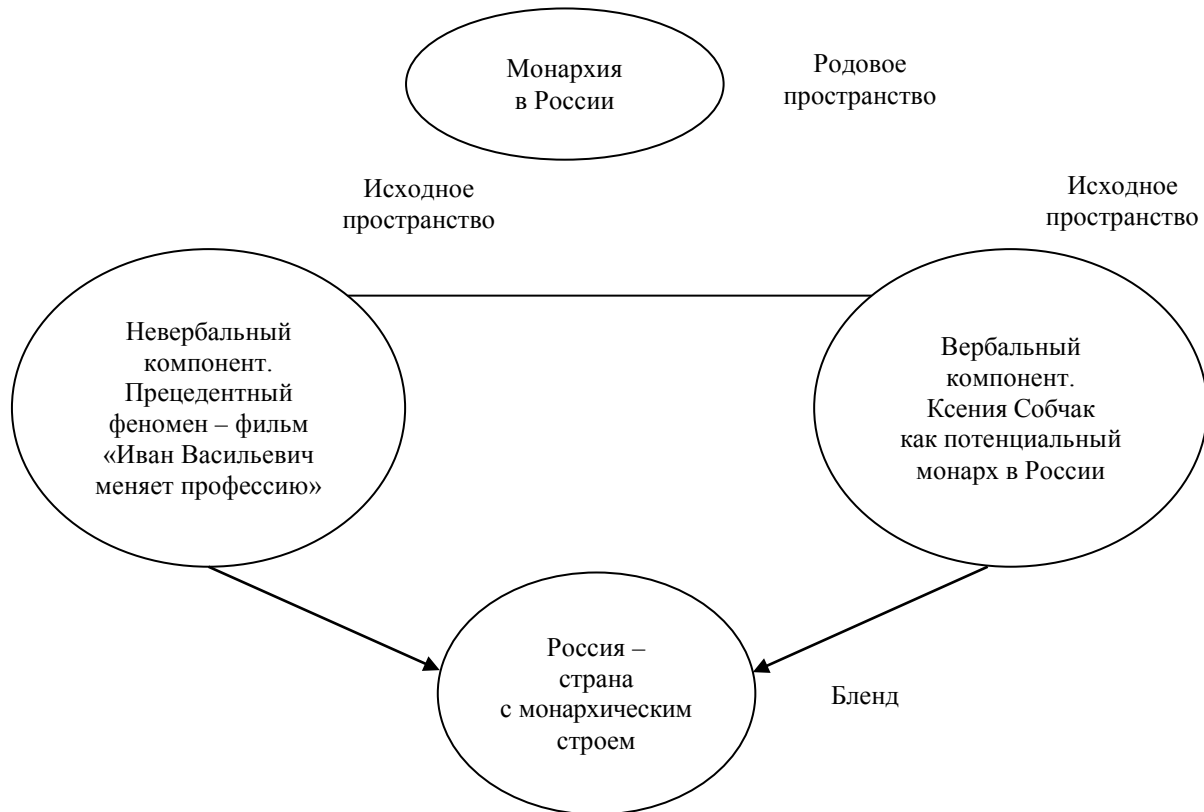 Монархия
в России
Родовое
пространство
Исходное
пространство
Исходное
пространство
Невербальный
компонент.
Прецедентный
феномен – фильм
«Иван Васильевич
меняет профессию»
Вербальный
компонент.
Ксения Собчак
как потенциальный
монарх в России
Россия –
страна
с монархическим
строем
Бленд